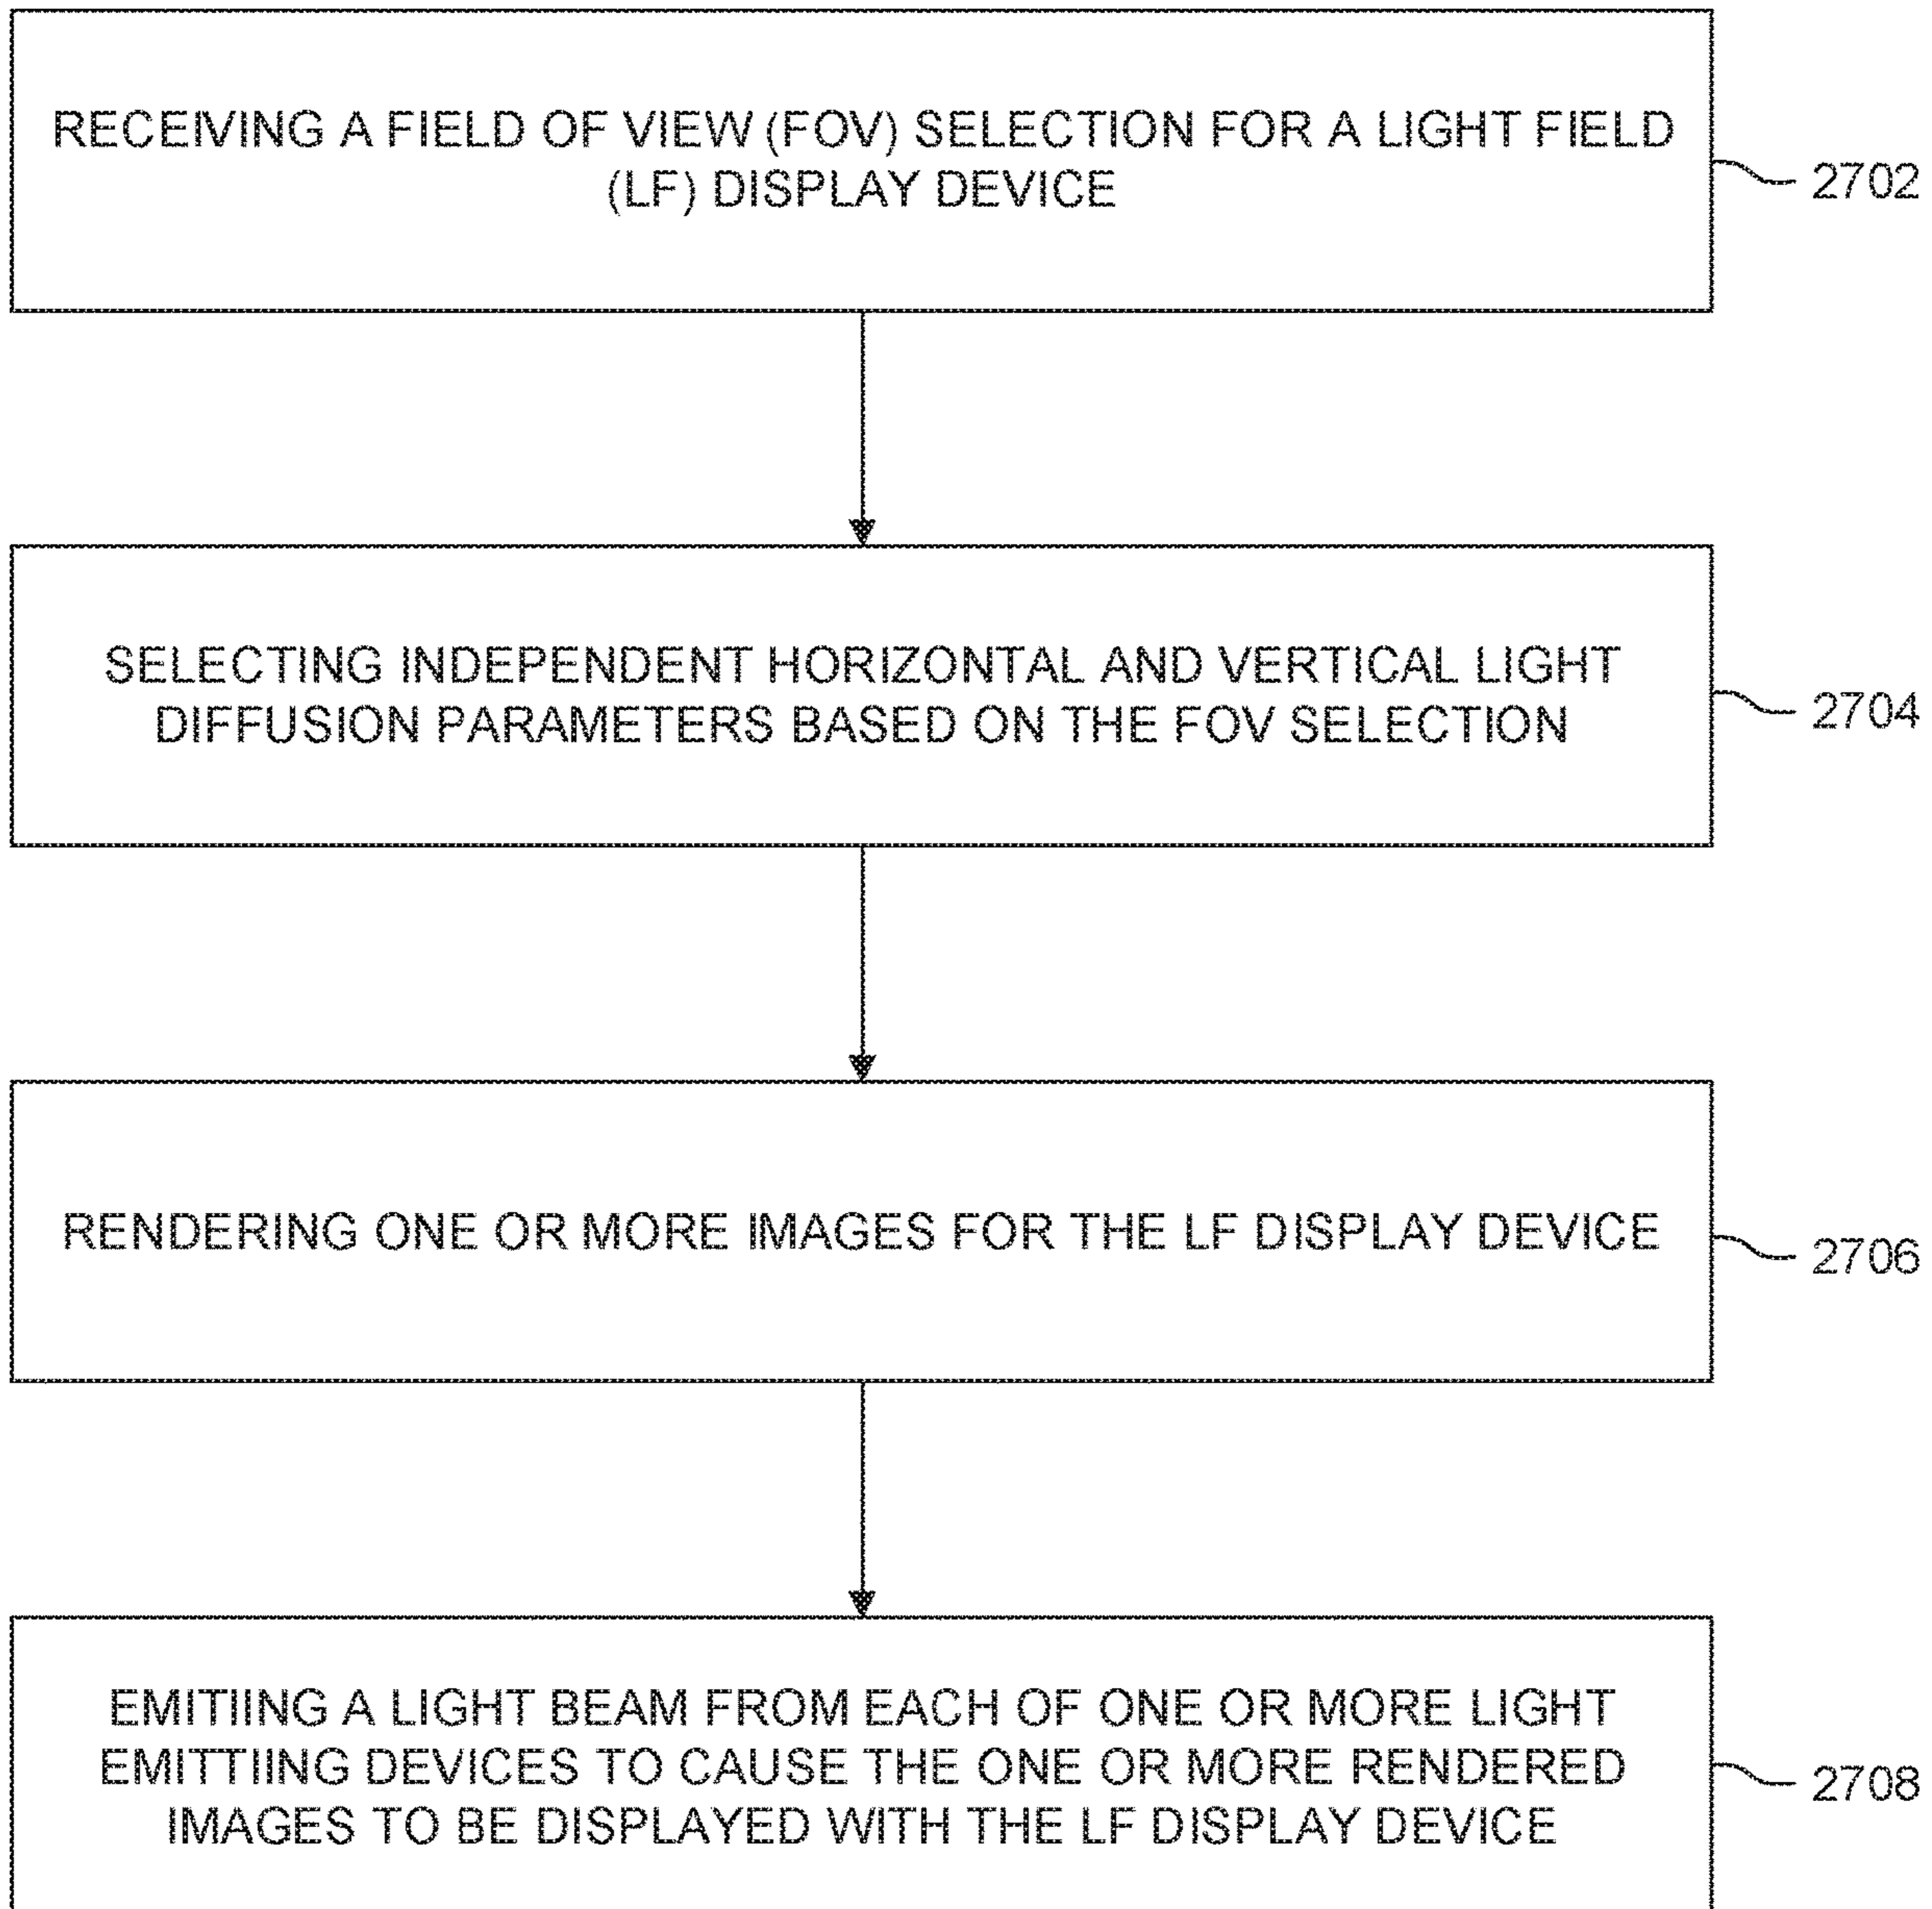 RECEIVING A FIELD OF VIEW (FOV) SELECTION FOR A LIGHT FIELD
(LF) DISPLAY DEVICE
2702
SELECTING INDEPENDENT HORIZONTAL AND VERTICAL LIGHT
DIFFUSION PARAMETERS BASED ON THE FOV SELECTION
2704
RENDERING ONE OR MORE IMAGES FOR THE LF DISPLAY DEVICE
2706
EMITIING A LIGHT BEAM FROM EACH OF ONE OR MORE LIGHT
EMITTIING DEVICES TO CAUSE THE ONE OR MORE RENDERED
IMAGES TO BE DISPLAYED WITH THE LF DISPLAY DEVICE
2708